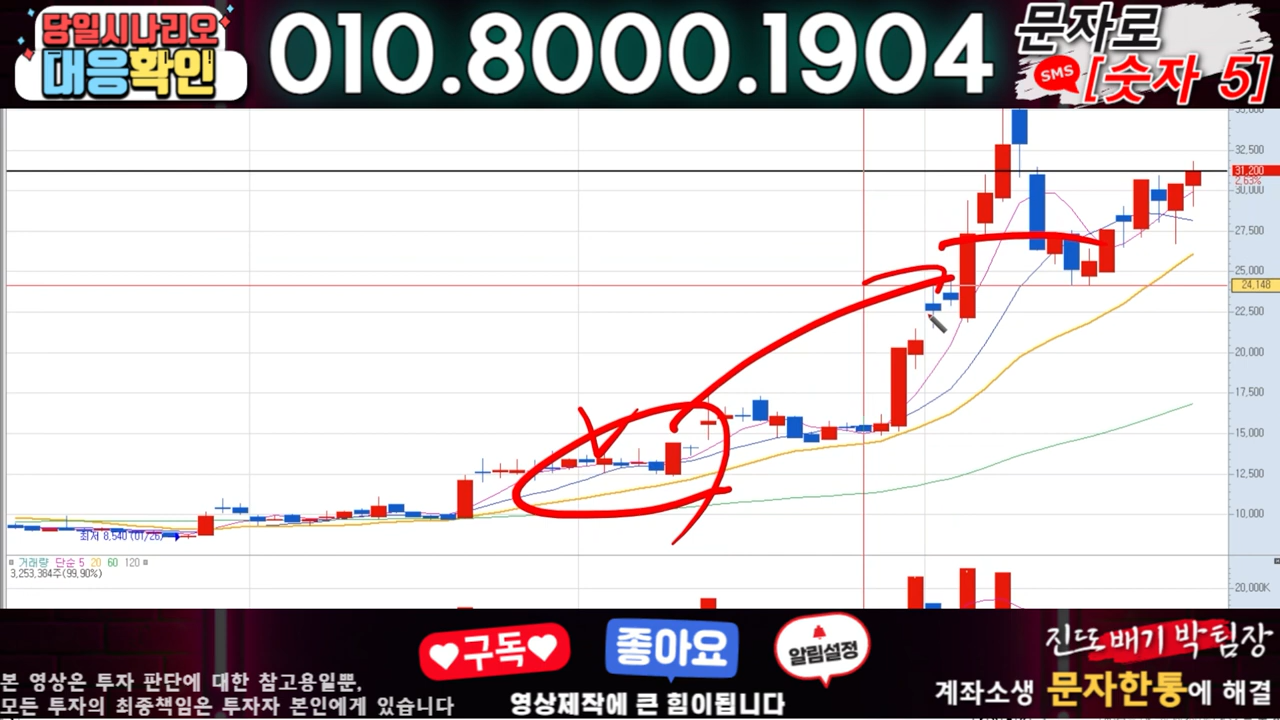 당일시나리오
대응확인
010.8000.1904
문자로
SMS
[숫자 5]
35,000
32,500
31,200
2.63%
30,000
27,500
25,000
24,148
22,500
20,000
17,500
15,000
12,500
10,000
최저 8,540 (01/26)
거래량 단순 5 20 60 120
3,253,384주(99.90%)
20,000K
구독
좋아요
알림설정
진또배기 박팀장
본 영상은 투자 판단에 대한 참고용일뿐,
모든 투자의 최종책임은 투자자 본인에게 있습니다
영상제작에 큰 힘이됩니다
계좌소생 문자한통에 해결